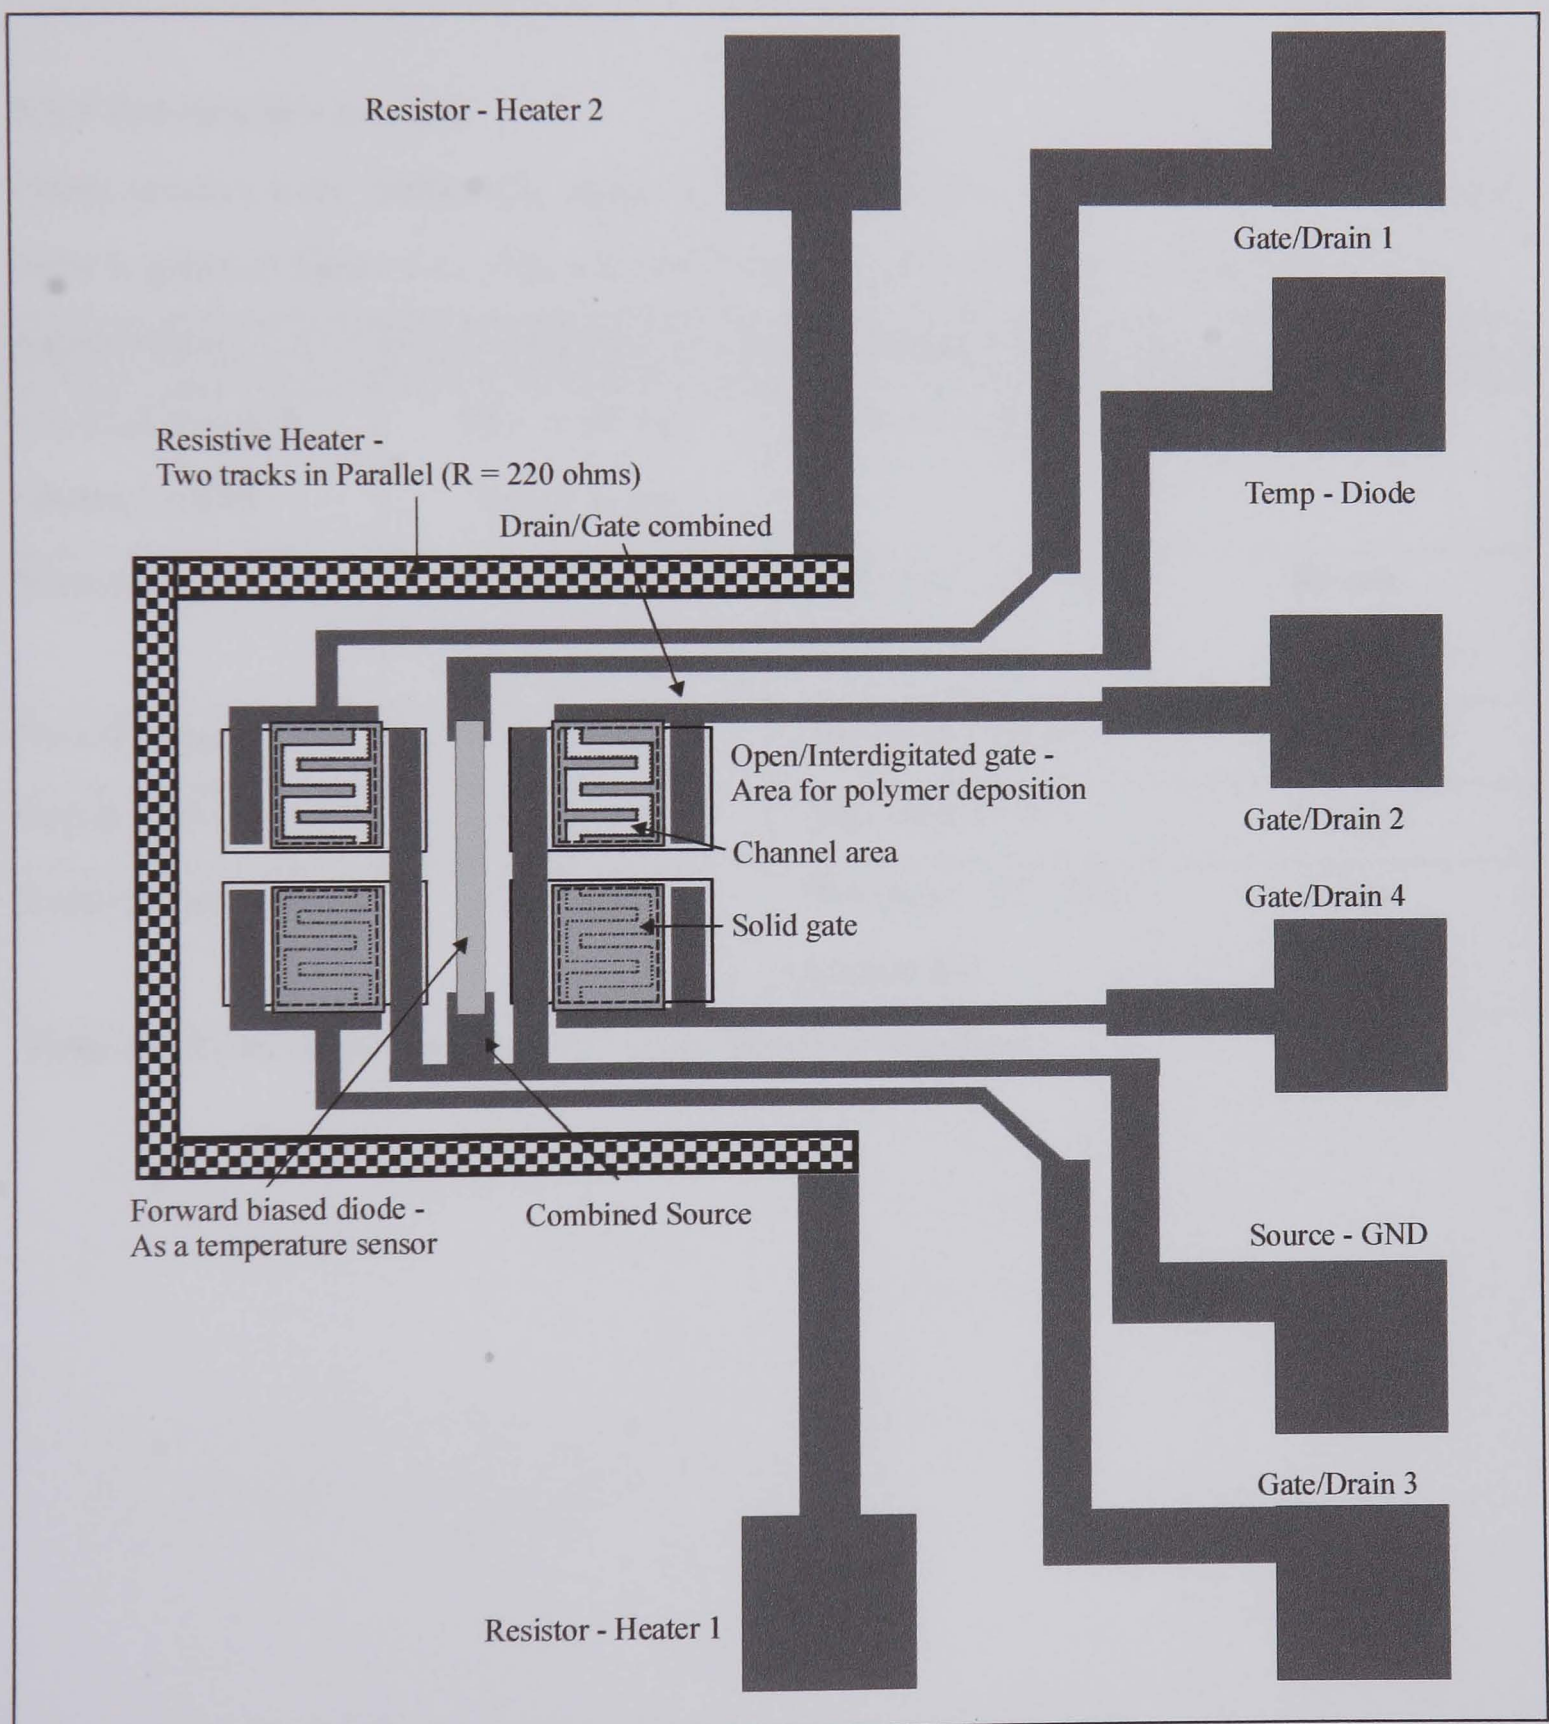 Resistor - Heater 2
Gate/Drain 1
Resistive Heater -
Two tracks in Parallel (R = 220 ohms)
Temp - Diode
Drain/Gate combined
Open/Interdigitated gate -
Area for polymer deposition
Gate/Drain 2
Channel area
Gate/Drain 4
Solid gate
Forward biased diode -
As a temperature sensor
Combined Source
Source - GND
Gate/Drain 3
Resistor - Heater 1